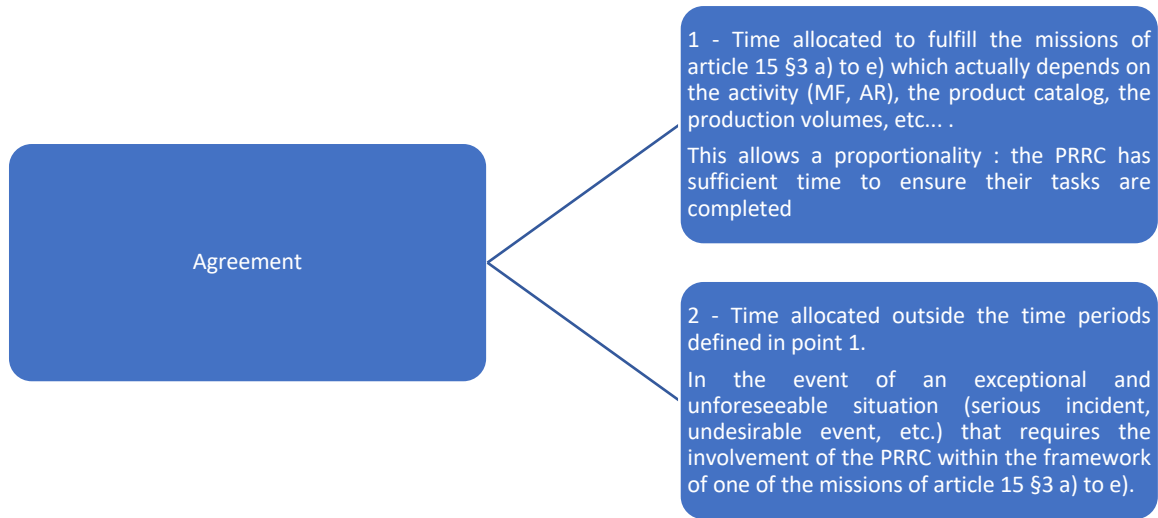 Agreement
1 - Time allocated to fulfill the missions of
article 15 §3 a) to e) which actually depends on
the activity (MF, AR), the product catalog, the
production volumes, etc... .
This allows a proportionality : the PRRC has
sufficient time to ensure their tasks are
completed
2 - Time allocated outside the time periods
defined in point 1.
In the event of an exceptional and
unforeseeable situation (serious incident,
undesirable event, etc.) that requires the
involvement of the PRRC within the framework
of one of the missions of article 15 §3 a) to e).